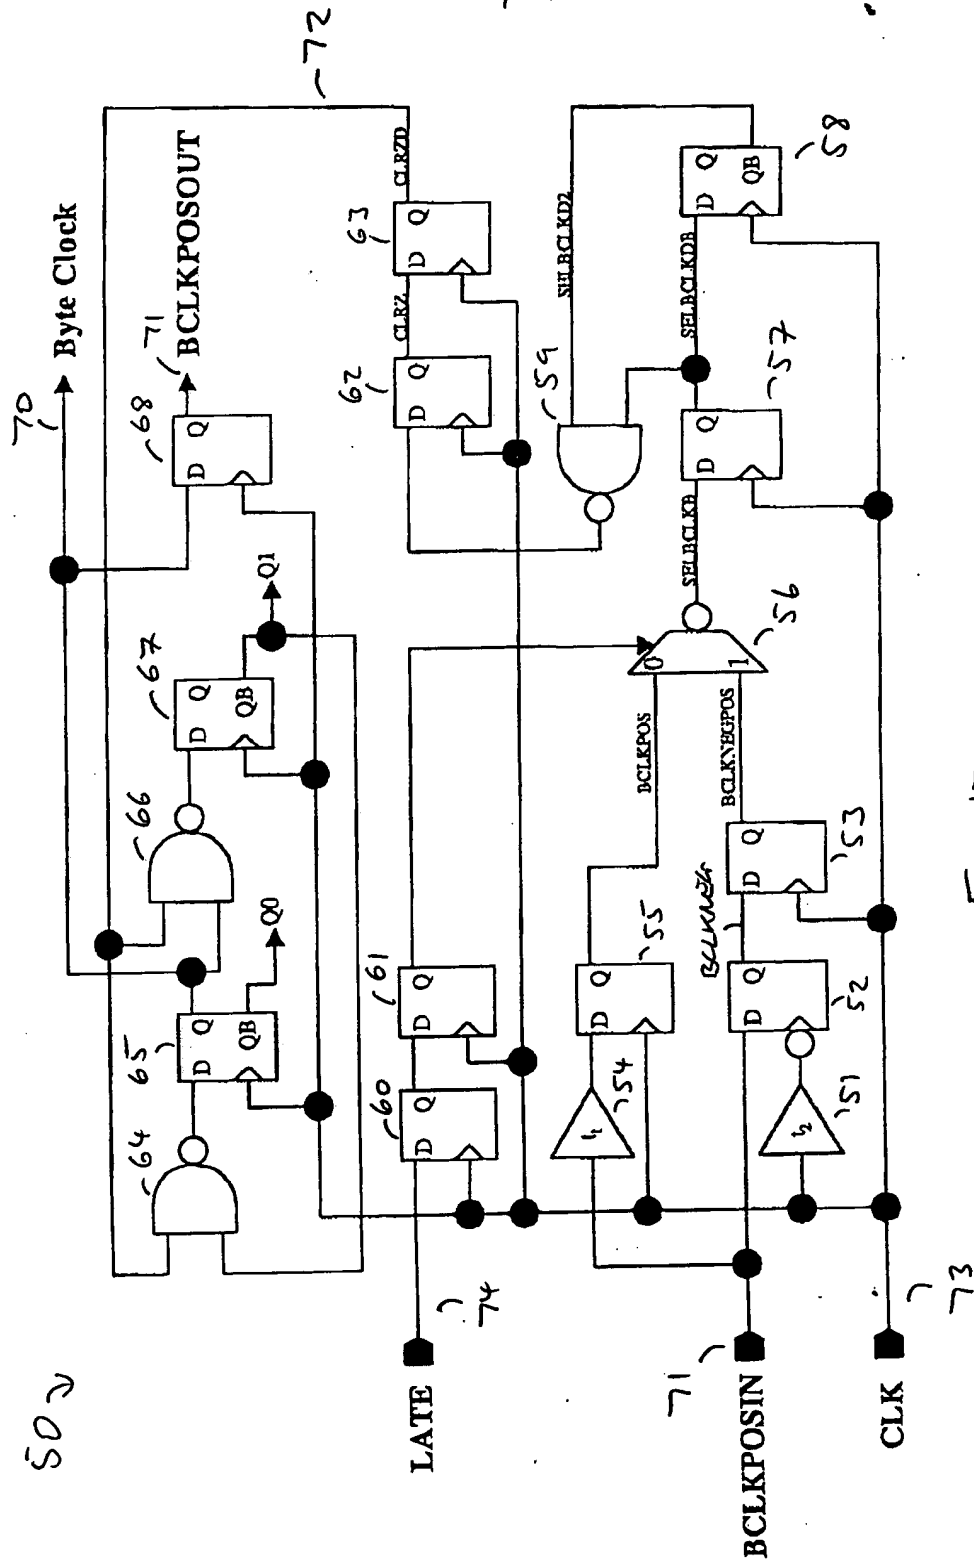 50
70
Byte Clock
71
BCLKPOSOUT
68
D Q
67
D Q
QB
Q1
66
65
D Q
QB
Q0
64
72
CLRZD
63
D Q
CLRZ
62
D Q
61
D Q
60
D Q
LATE
74
SELBCLKD2
59
58
D Q
QB
SELBCLKDB
57
D Q
SELBCLKB
56
0
1
BCLKPOS
BCLKNEGPOS
55
D Q
54
t1
53
D Q
BCLKNEG
52
D Q
51
t2
71
BCLKPOSIN
73
CLK